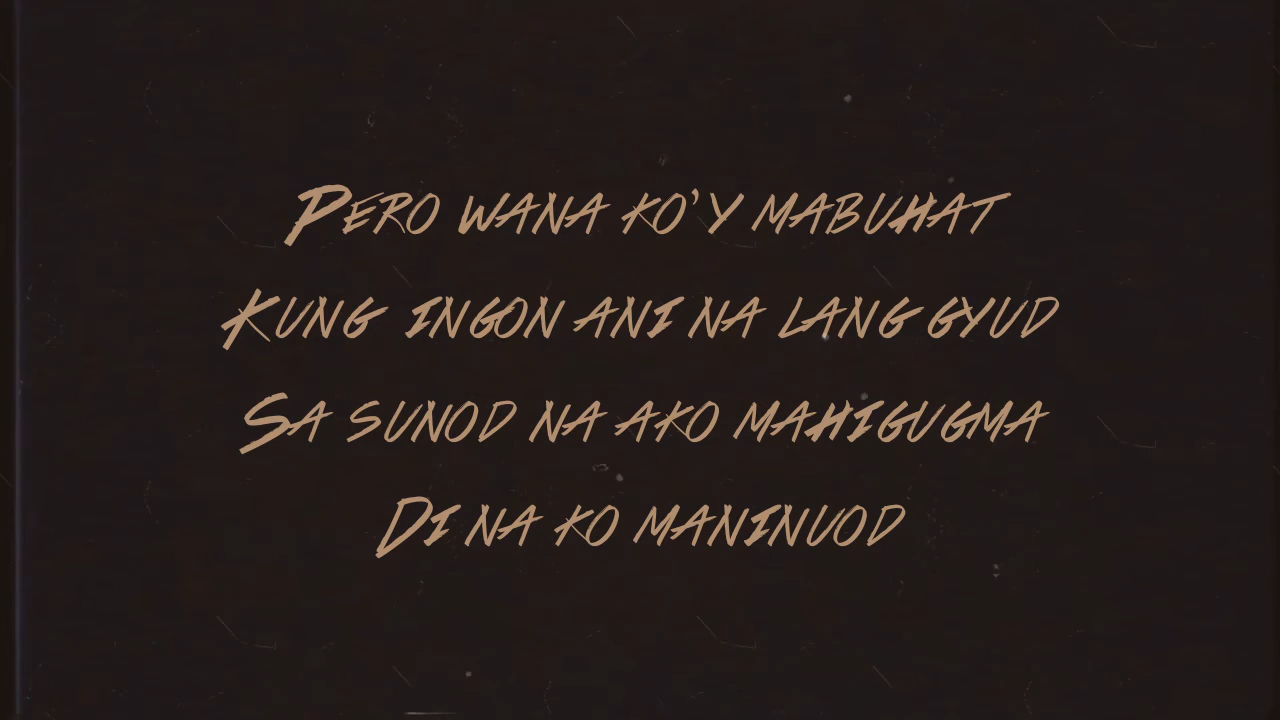 Pero wana ko'y mabuhat
Kung ingon ani na lang gyud
Sa sunod na ako mahigugma
Di na ko maninuod